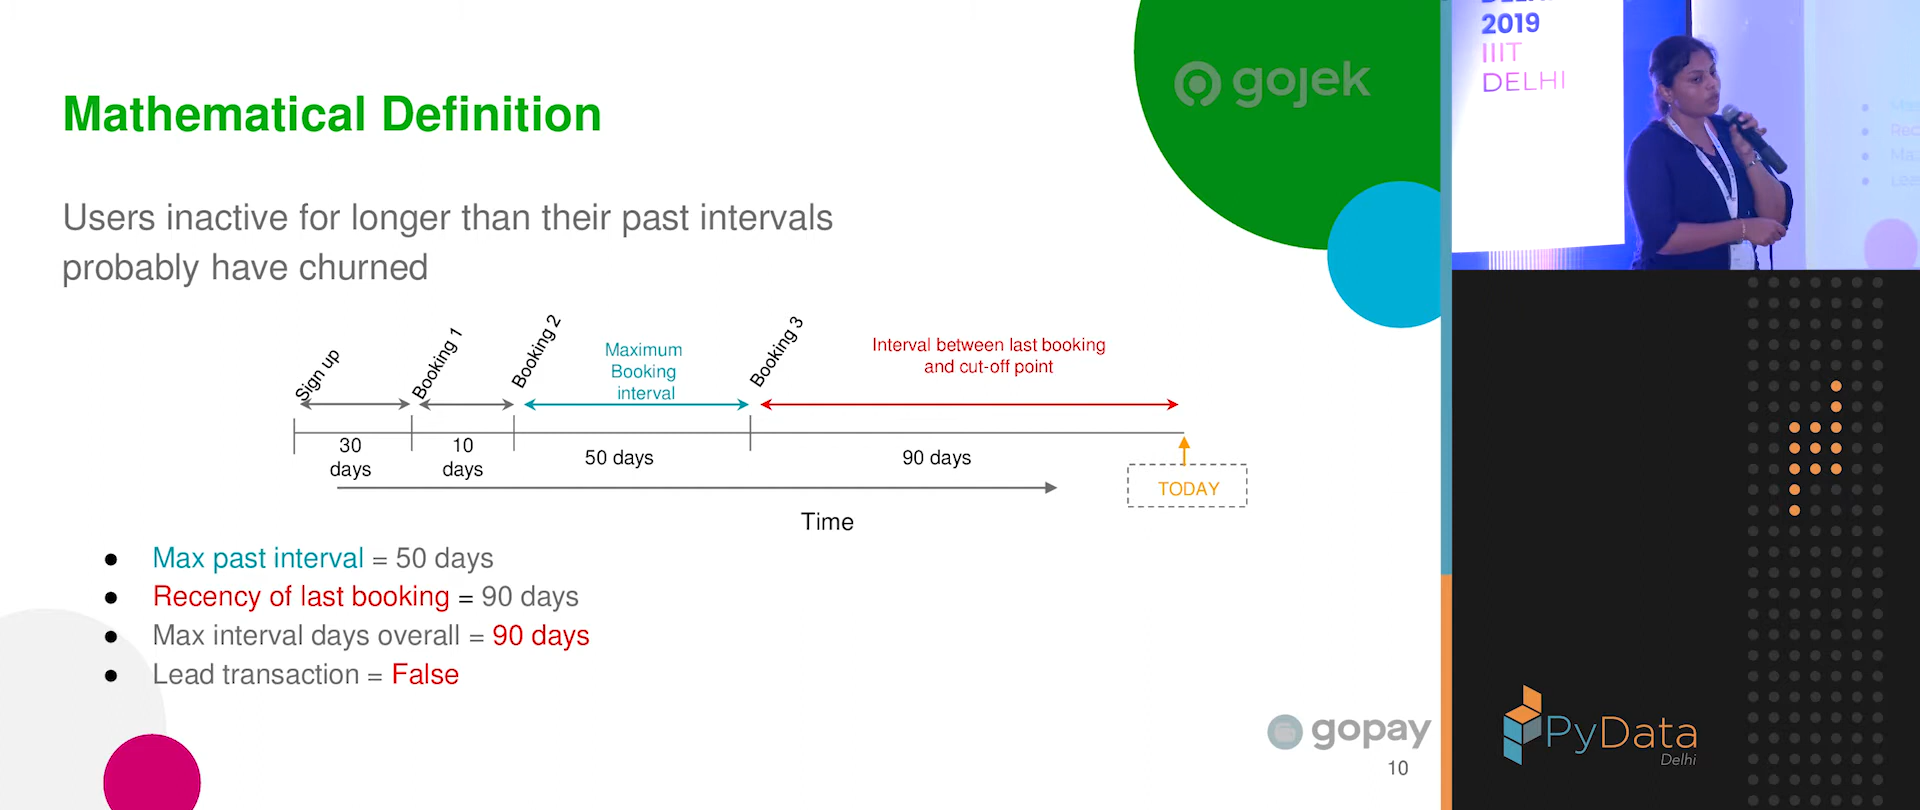 gojek
Mathematical Definition
Users inactive for longer than their past intervals
probably have churned
Sign up
Booking 1
Booking 2
Maximum
Booking
interval
Booking 3
Interval between last booking
and cut-off point
30
days
10
days
50 days
90 days
TODAY
Time
● Max past interval = 50 days
● Recency of last booking = 90 days
● Max interval days overall = 90 days
● Lead transaction = False
gopay
10
2019
IIIT
DELHI
PyData
Delhi